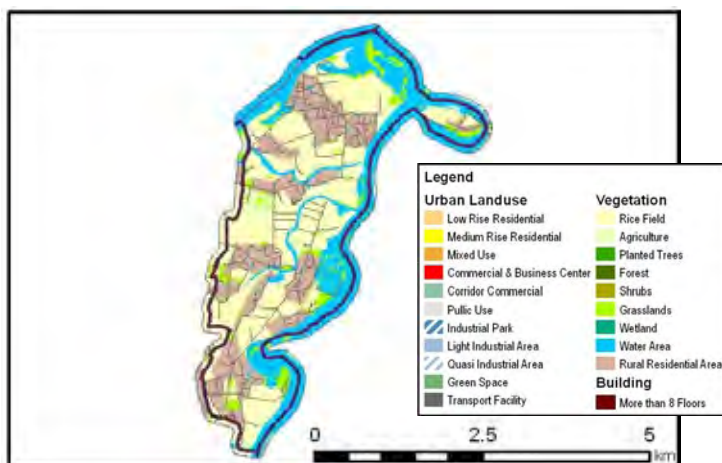 Legend
Urban Landuse
Low Rise Residential
Medium Rise Residential
Mixed Use
Commercial & Business Center
Corridor Commercial
Pullic Use
Industrial Park
Light Industrial Area
Quasi Industrial Area
Green Space
Transport Facility
Vegetation
Rice Field
Agriculture
Planted Trees
Forest
Shrubs
Grasslands
Wetland
Water Area
Rural Residential Area
Building
More than 8 Floors
0 2.5 5
km